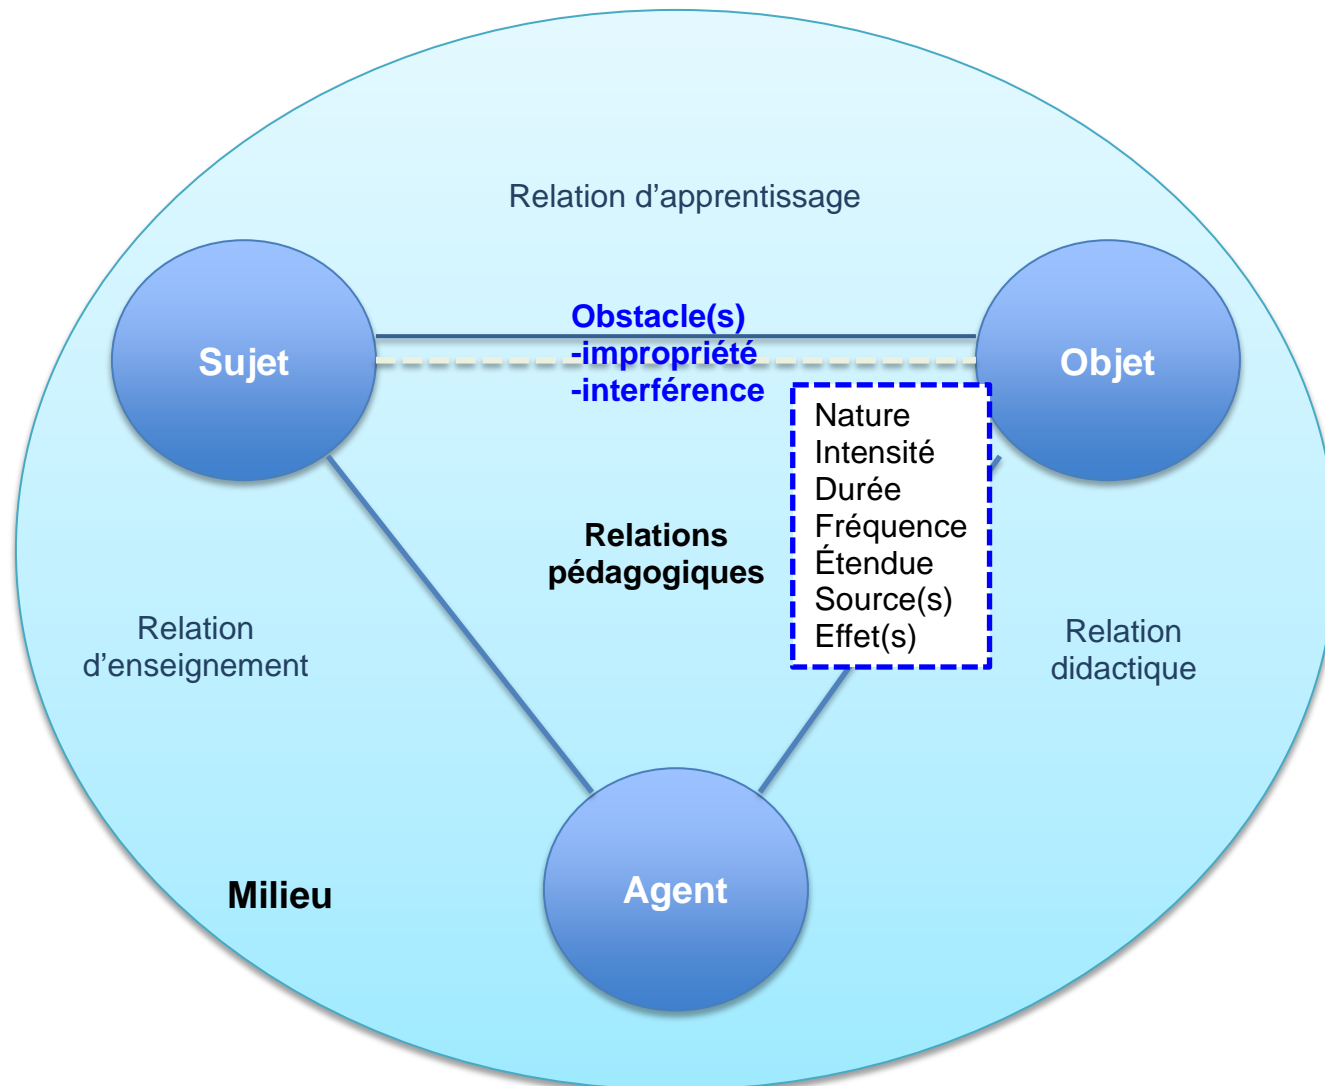 Relation d’apprentissage
Sujet
Obstacle(s)
-impropriété
-interférence
Objet
Nature
Intensité
Durée
Fréquence
Étendue
Source(s)
Effet(s)
Relations
pédagogiques
Relation
d’enseignement
Relation
didactique
Milieu
Agent